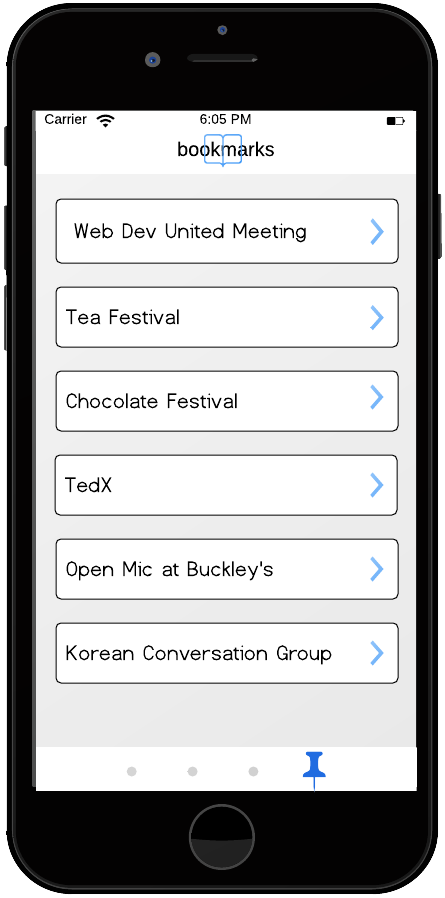 Carrier 6:05 PM
bookmarks
Web Dev United Meeting
Tea Festival
Chocolate Festival
TedX
Open Mic at Buckley's
Korean Conversation Group